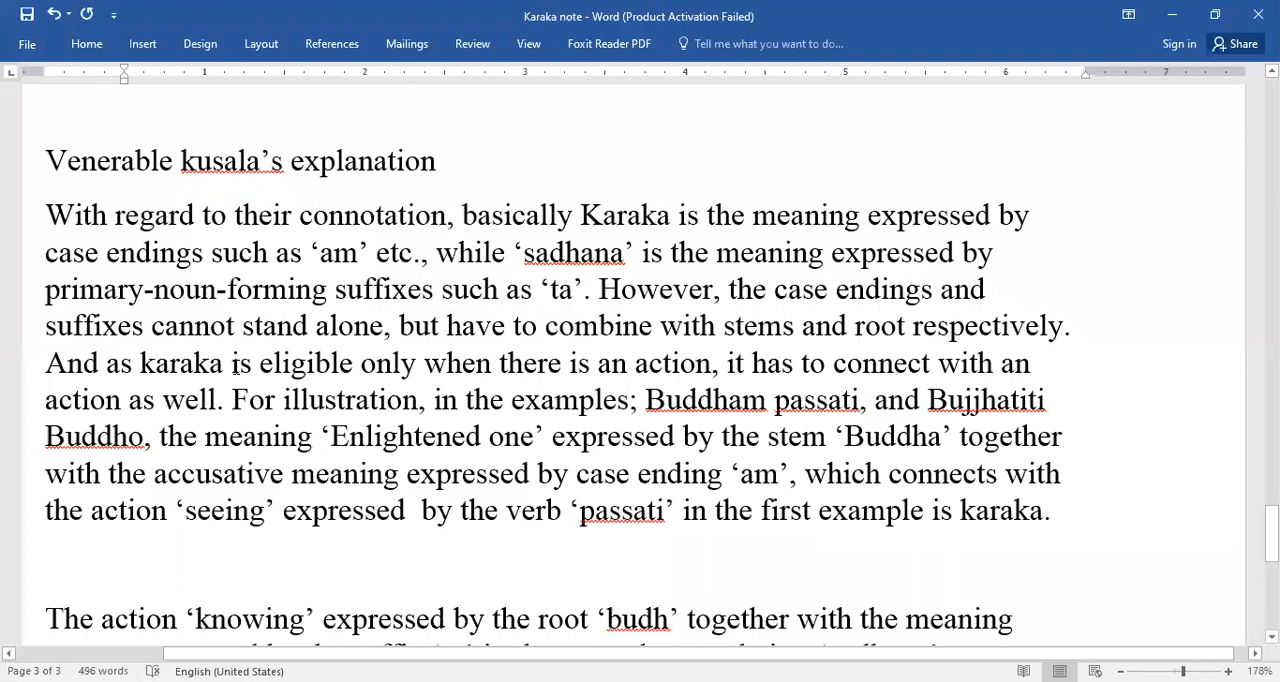 Karaka note - Word (Product Activation Failed)
File Home Insert Design Layout References Mailings Review View Foxit Reader PDF Tell me what you want to do... Sign in Share
L 1 2 3 4 5 6 7
Venerable kusala’s explanation
With regard to their connotation, basically Karaka is the meaning expressed by
case endings such as ‘am’ etc., while ‘sadhana’ is the meaning expressed by
primary-noun-forming suffixes such as ‘ta’. However, the case endings and
suffixes cannot stand alone, but have to combine with stems and root respectively.
And as karaka is eligible only when there is an action, it has to connect with an
action as well. For illustration, in the examples; Buddham passati, and Bujjhatiti
Buddho, the meaning ‘Enlightened one’ expressed by the stem ‘Buddha’ together
with the accusative meaning expressed by case ending ‘am’, which connects with
the action ‘seeing’ expressed  by the verb ‘passati’ in the first example is karaka.
The action ‘knowing’ expressed by the root ‘budh’ together with the meaning
Page 3 of 3 496 words English (United States) 178%